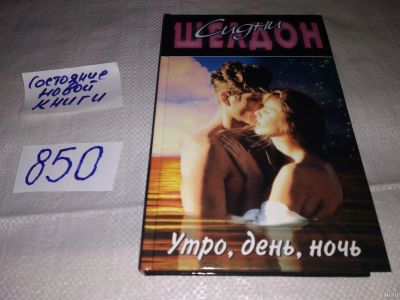 Сидни
ШЕЛДОН
Состояние
новой
книги
850
Утро, день, ночь